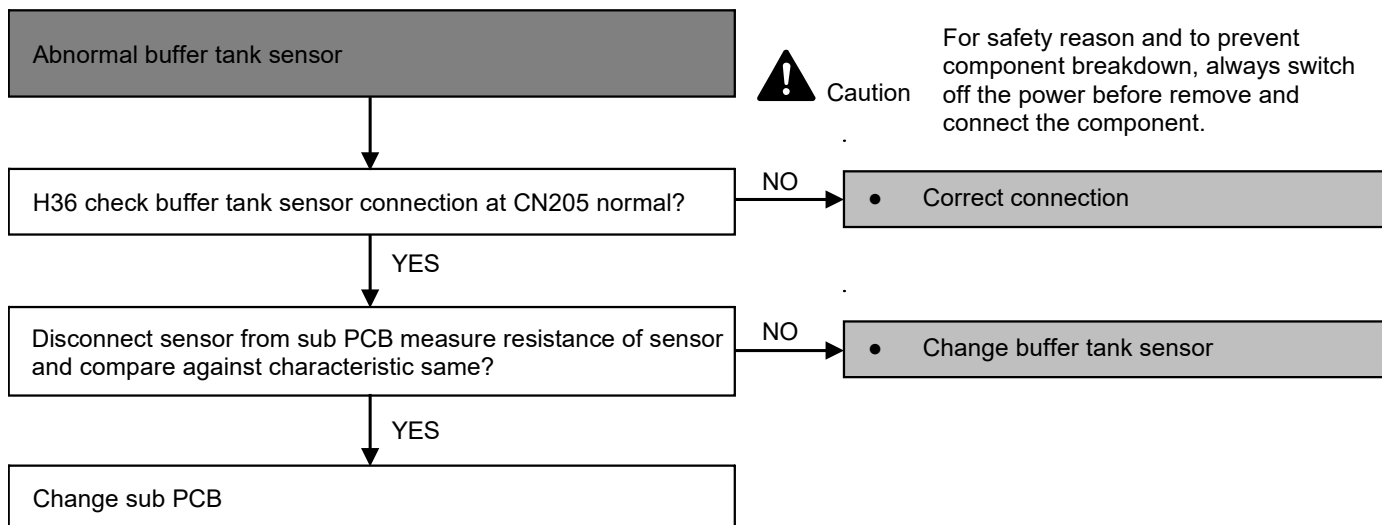 Abnormal buffer tank sensor
Caution
For safety reason and to prevent
component breakdown, always switch
off the power before remove and
connect the component.
H36 check buffer tank sensor connection at CN205 normal?
NO
● Correct connection
YES
Disconnect sensor from sub PCB measure resistance of sensor
and compare against characteristic same?
NO
● Change buffer tank sensor
YES
Change sub PCB